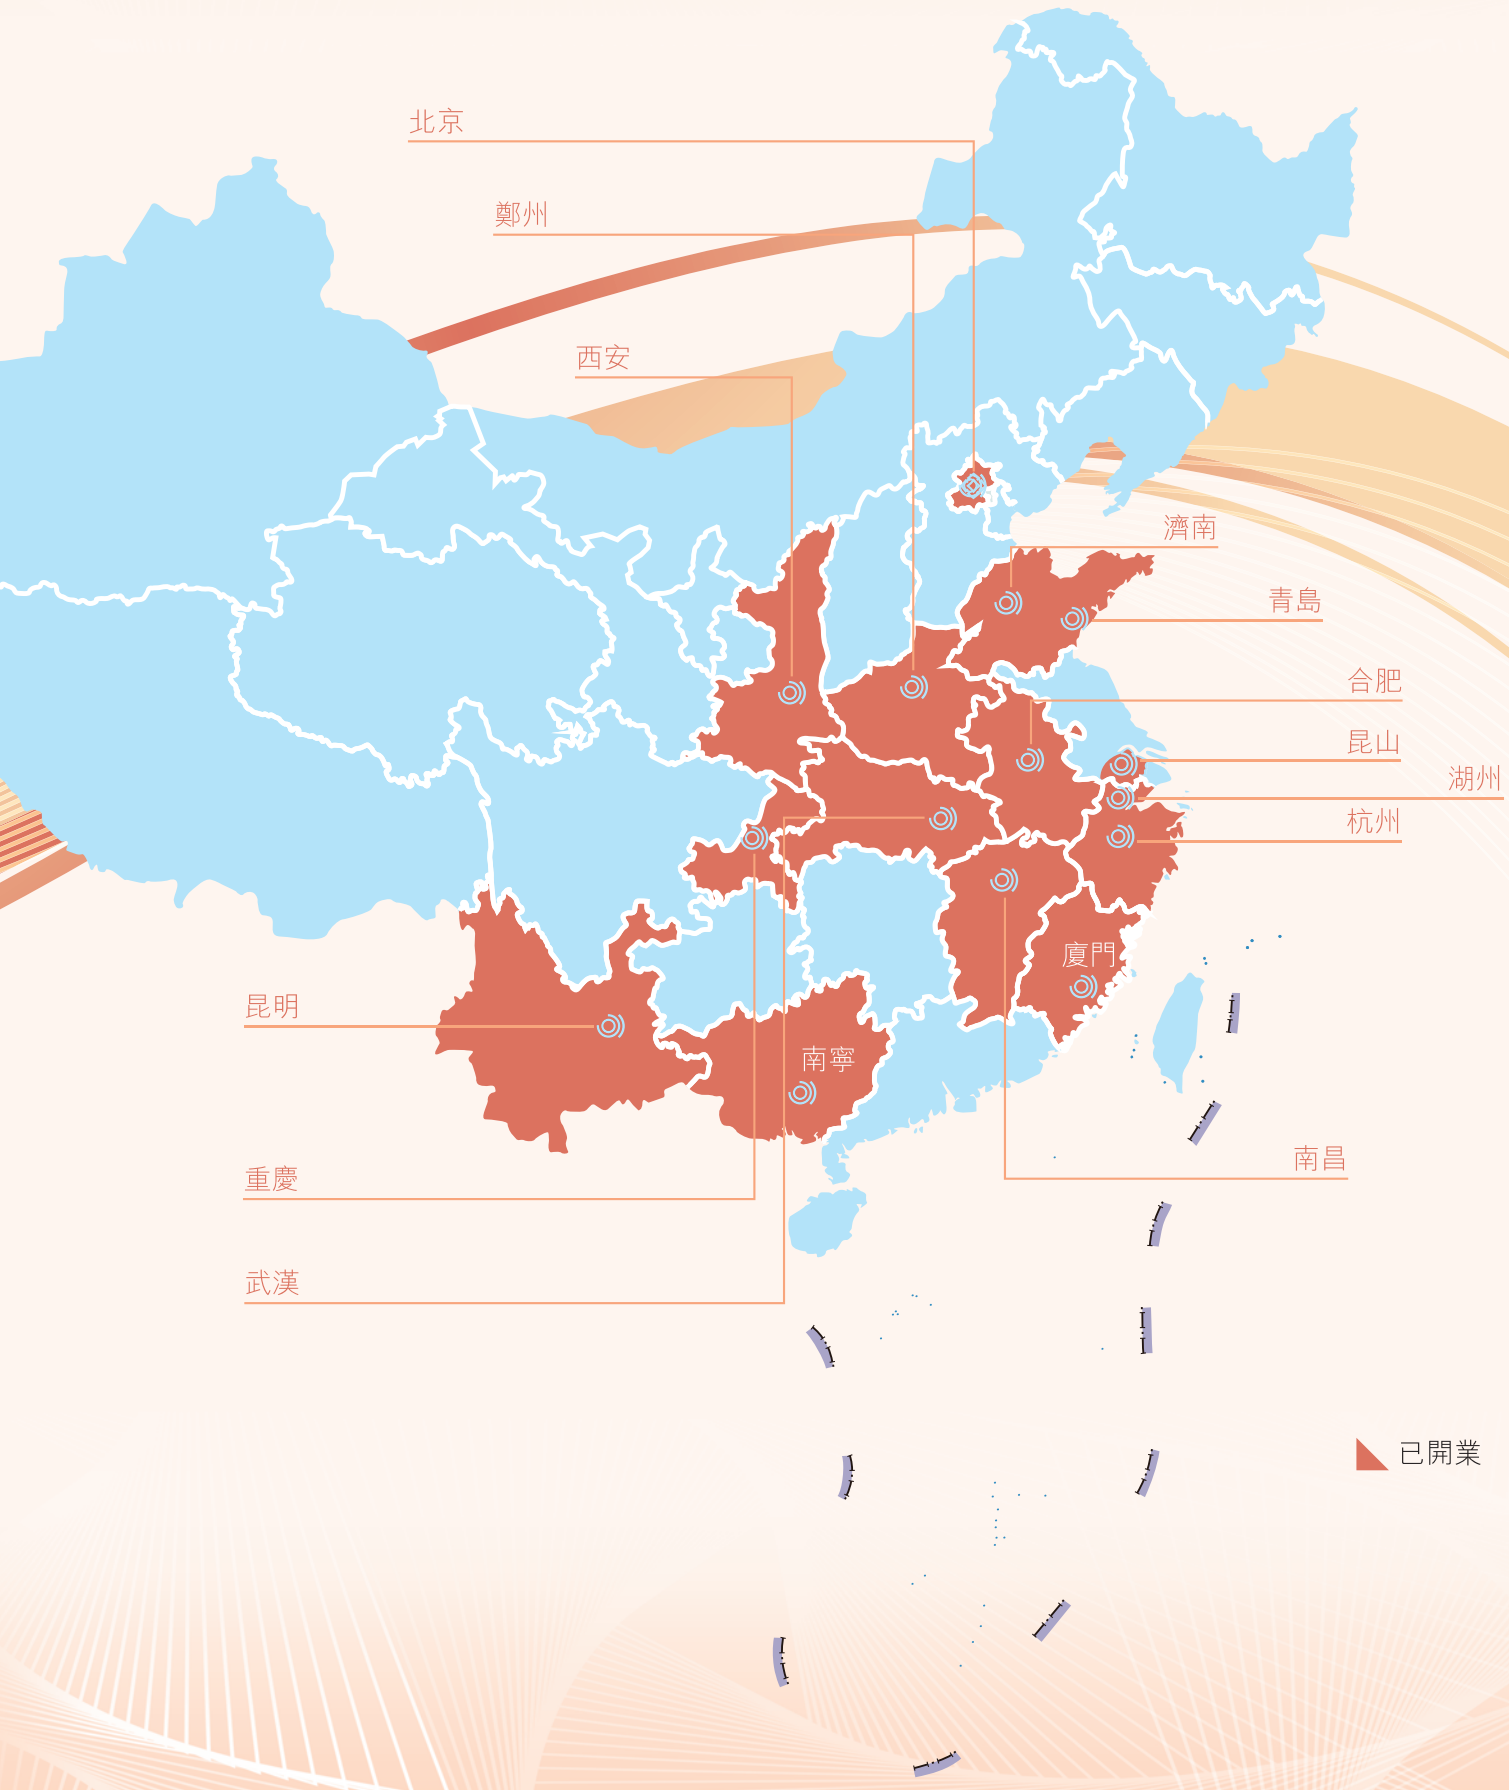 北京
鄭州
西安
濟南
青島
合肥
昆山
湖州
杭州
廈門
昆明
南寧
南昌
重慶
武漢
已開業